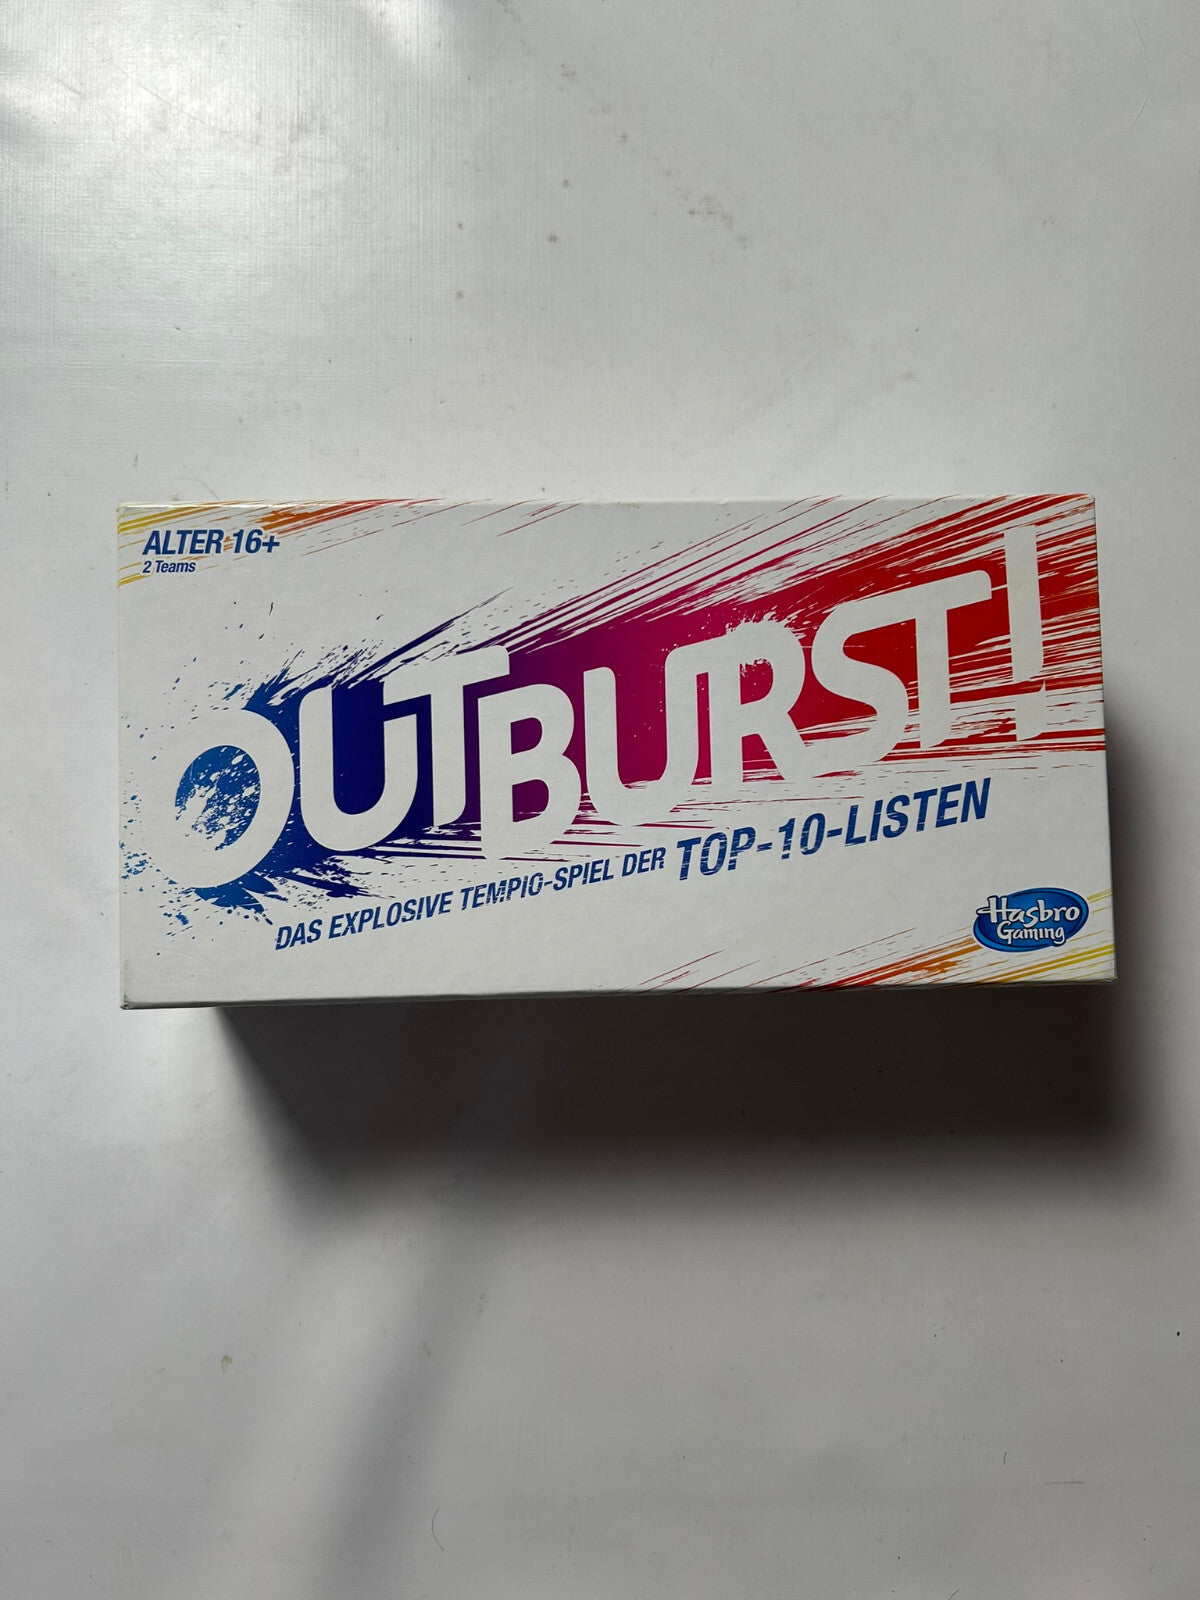 ALTER 16+
2 Teams
OUTBURST!
DAS EXPLOSIVE TEMPIO-SPIEL DER TOP-10-LISTEN
Hasbro
Gaming